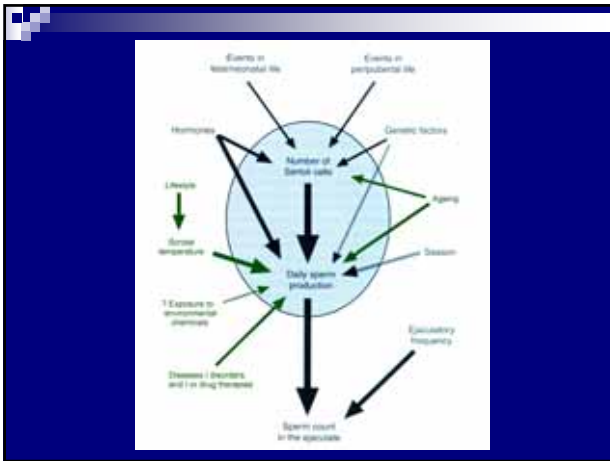 Events in
fetal/neonatal life
Events in
peripubertal life
Hormones
Genetic factors
Number of
Sertoli cells
Lifestyle
Ageing
Scrotal
temperature
Season
Daily sperm
production
? Exposure to
environmental
chemicals
Ejaculatory
frequency
Diseases / disorders
and / or drug therapies
Sperm count
in the ejaculate